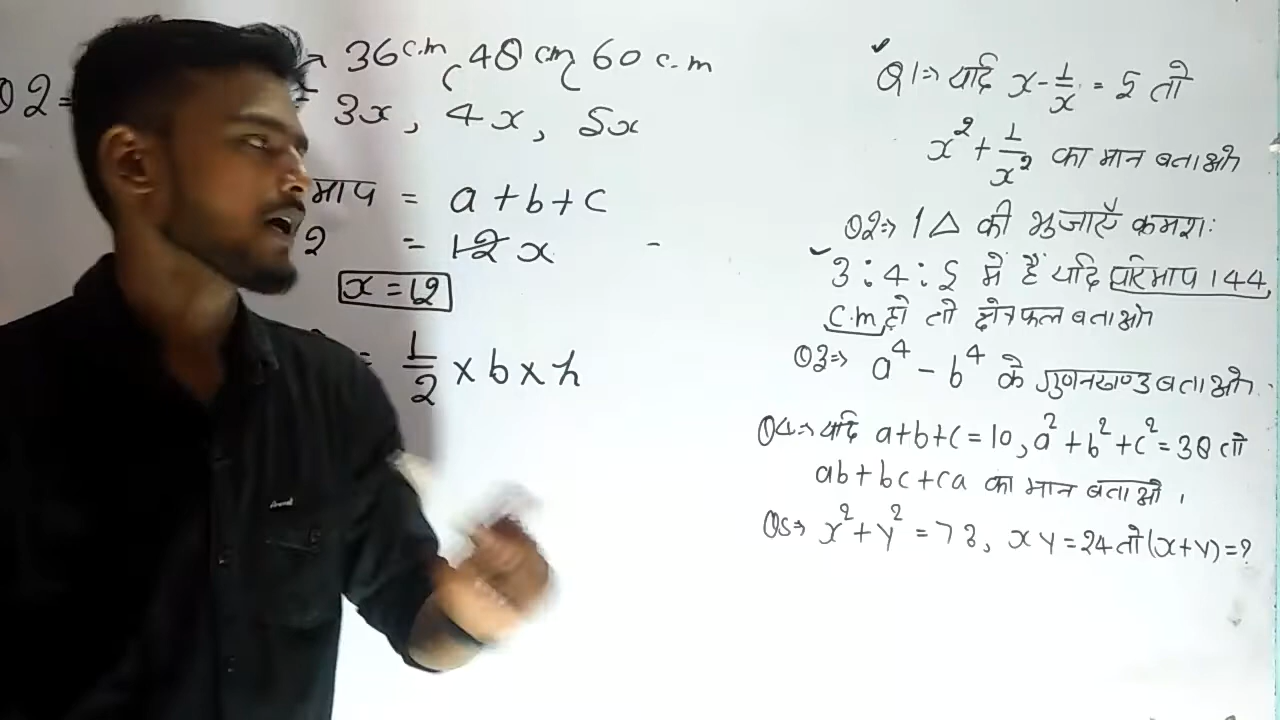 Q2⇒ 36 c.m, 48 cm, 60 c.m
= 3x, 4x, 5x
माप = a+b+c
2 = 12x -
x = 12
= 1/2 × b × h
Q1⇒ यदि x - 1/x = 5 तो
x² + 1/x² का मान बताओ
Q2⇒ 1 Δ की भुजाएँ क्रमशः
3 : 4 : 5 में हैं यदि परिमाप 144
c.m हो तो क्षेत्रफल बताओ
Q3⇒ a⁴ - b⁴ के गुणनखण्ड बताओ
Q4⇒ यदि a+b+c=10, a²+b²+c²=38 तो
ab+bc+ca का मान बताओ ।
Q5⇒ x²+y² = 73, xy=24 तो (x+y)=?